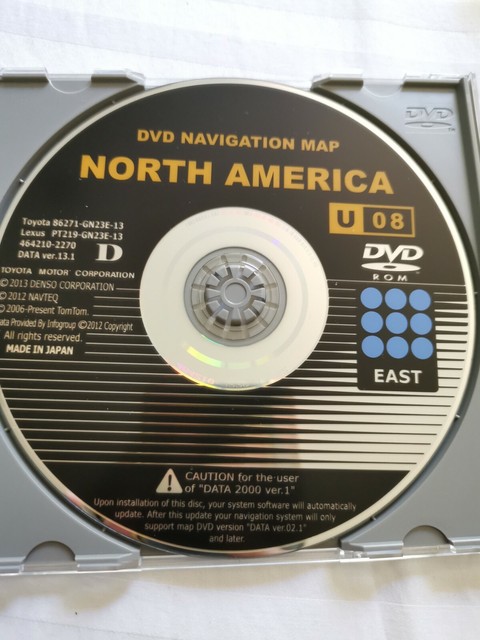 DVD
DVD NAVIGATION MAP
NORTH AMERICA
U 08
Toyota 86271-GN23E-13
Lexus PT219-GN23E-13
464210-2270
DATA ver.13.1
D
DVD
ROM
TOYOTA MOTOR CORPORATION
© 2013 DENSO CORPORATION
© 2012 NAVTEQ
© 2006-Present TomTom.
ata Provided By Infogroup ©2012 Copyright
All rights reserved.
MADE IN JAPAN
EAST
CAUTION for the user
of "DATA 2000 ver.1"
Upon installation of this disc, your system software will automatically
update. After this update your navigation system will only
support map DVD version "DATA ver.02.1"
and later.